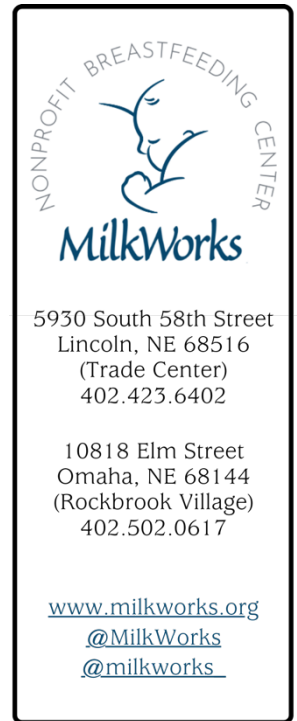 NONPROFIT BREASTFEEDING CENTER
MilkWorks
5930 South 58th Street
Lincoln, NE 68516
(Trade Center)
402.423.6402
10818 Elm Street
Omaha, NE 68144
(Rockbrook Village)
402.502.0617
www.milkworks.org
@MilkWorks
@milkworks_